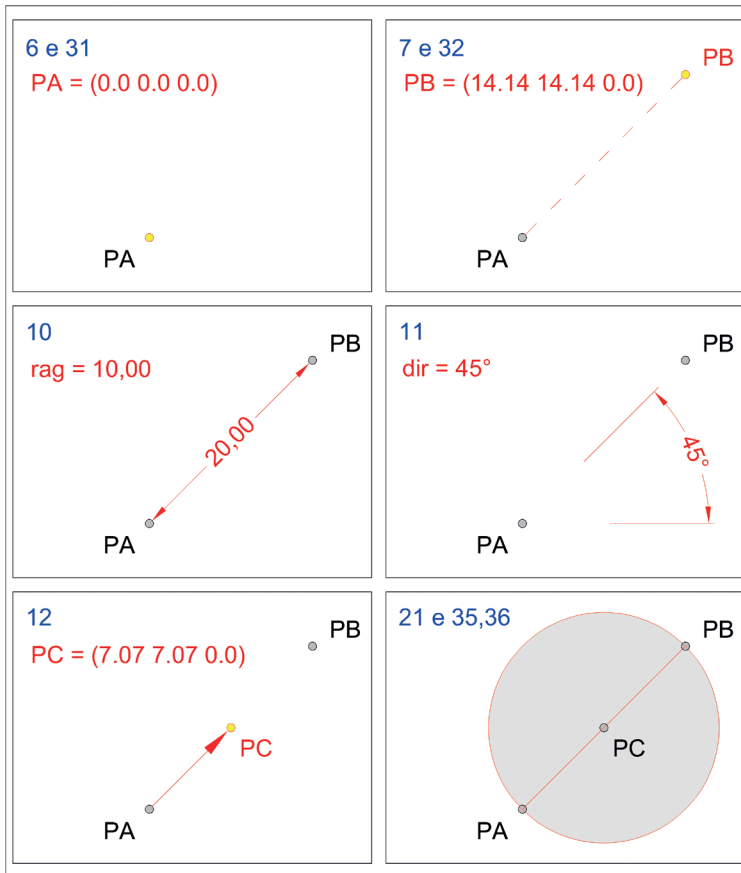 6 e 31
PA = (0.0 0.0 0.0)
PA
7 e 32
PB
PB = (14.14 14.14 0.0)
PA
10
PB
rag = 10,00
20,00
PA
11
PB
dir = 45°
45°
PA
12
PB
PC = (7.07 7.07 0.0)
PC
PA
21 e 35,36
PB
PC
PA